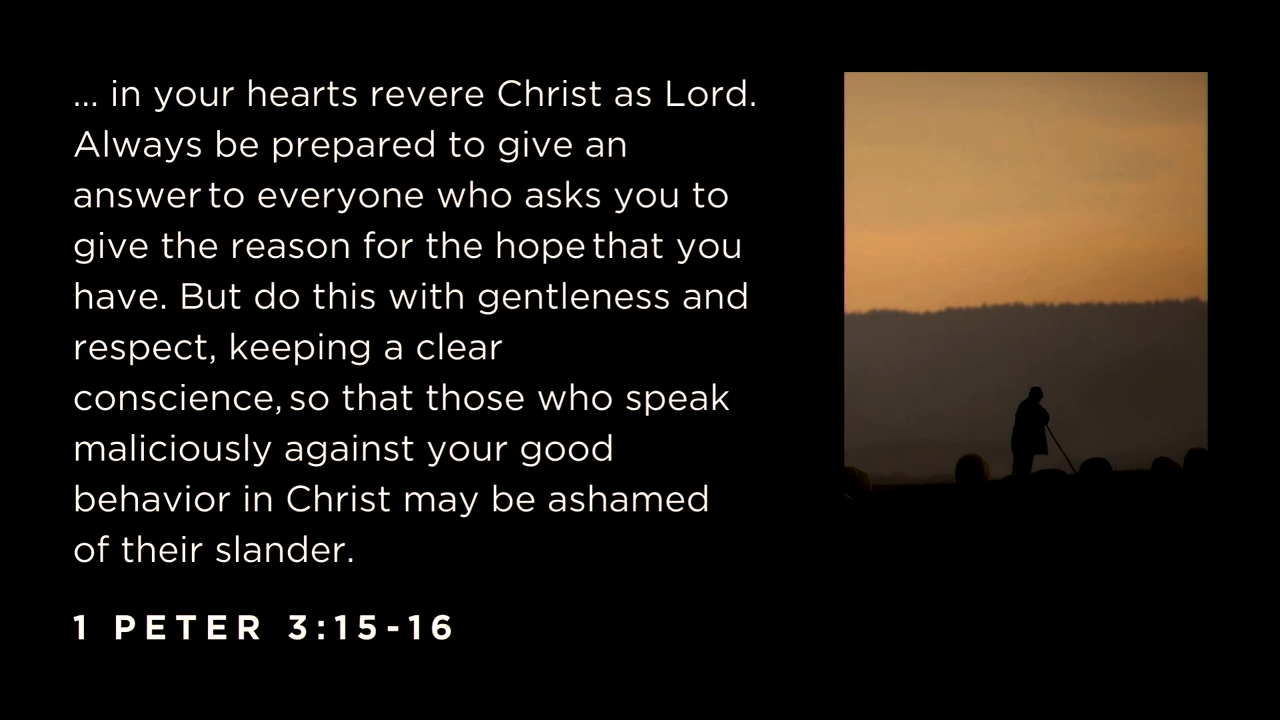 ... in your hearts revere Christ as Lord.
Always be prepared to give an
answer to everyone who asks you to
give the reason for the hope that you
have. But do this with gentleness and
respect, keeping a clear
conscience, so that those who speak
maliciously against your good
behavior in Christ may be ashamed
of their slander.
1 PETER 3:15-16